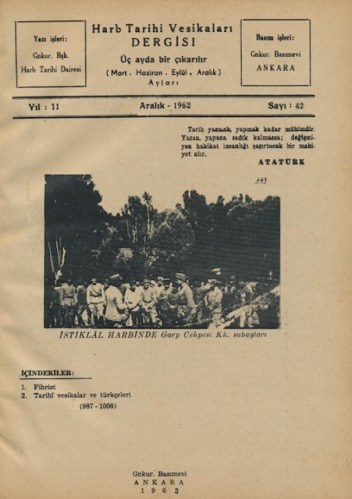 Yazı işleri:
Gnkur. Bşk.
Harb Tarihi Dairesi
Harb Tarihi Vesikaları
DERGİSI
Üç ayda bir çıkarılır
(Mart, Haziran, Eylül, Aralık)
Ayları
Basım işleri:
Gnkur. Basımevi
ANKARA
Yıl: 11
Aralık - 1962
Sayı: 42
Tarih yazmak, yapmak kadar mühimdir.
Yazan, yapana sadık kalmazsa; değişmi-
yen hakikat insanlığı şaşırtacak bir mahi-
yet alır.
ATATÜRK
İSTİKLÂL HARBİNDE Garp Cehpesi Kh. subayları
İÇİNDEKİLER:
1. Fihrist
2. Tarihî vesikalar ve türkçeleri
(987 - 1006)
Gnkur. Basımevi
ANKARA
1963